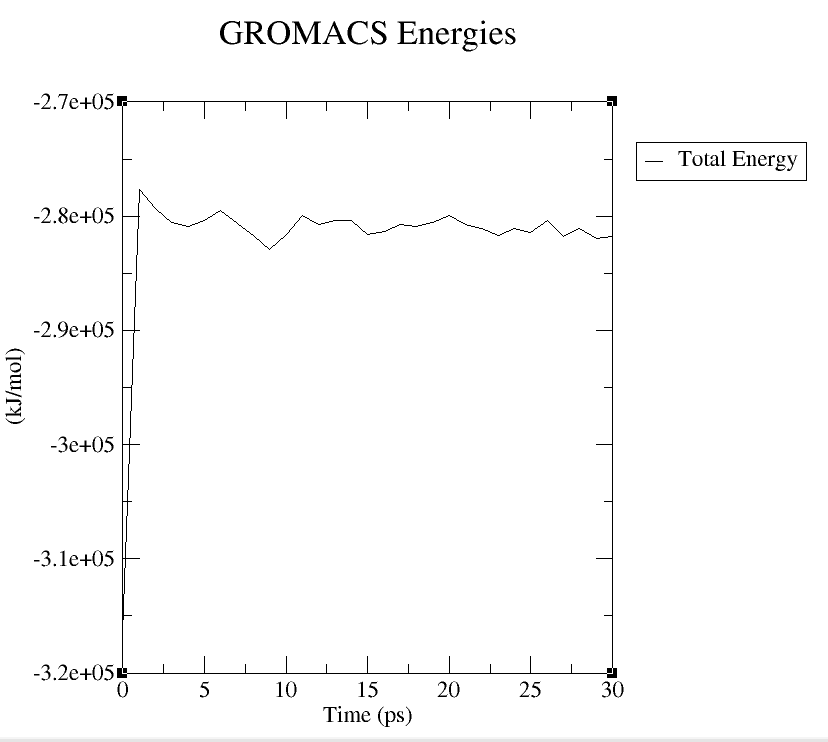 GROMACS Energies
-2.7e+05
Total Energy
-2.8e+05
-2.9e+05
(kJ/mol)
-3e+05
-3.1e+05
-3.2e+05
0 5 10 15 20 25 30
Time (ps)